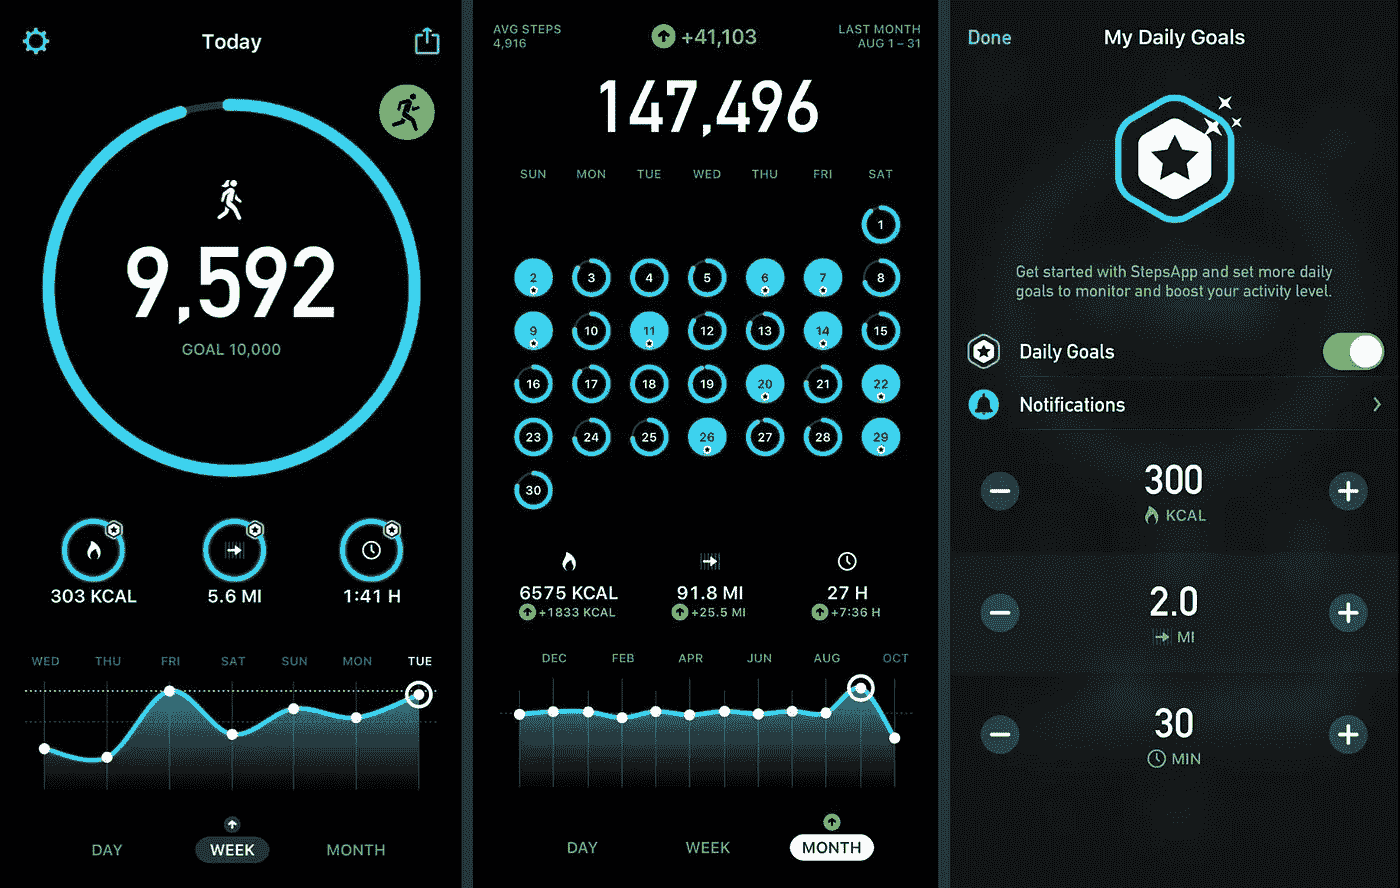 Today
9,592
GOAL 10,000
303 KCAL
5.6 MI
1:41 H
WED THU FRI SAT SUN MON TUE
DAY WEEK MONTH
AVG STEPS
4,916
+41,103
LAST MONTH
AUG 1 – 31
147,496
SUN MON TUE WED THU FRI SAT
1
2 3 4 5 6 7 8
9 10 11 12 13 14 15
16 17 18 19 20 21 22
23 24 25 26 27 28 29
30
6575 KCAL 91.8 MI 27 H
+1833 KCAL +25.5 MI +7:36 H
DEC FEB APR JUN AUG OCT
DAY WEEK MONTH
Done
My Daily Goals
Get started with StepsApp and set more daily
goals to monitor and boost your activity level.
Daily Goals
Notifications
300
KCAL
2.0
MI
30
MIN